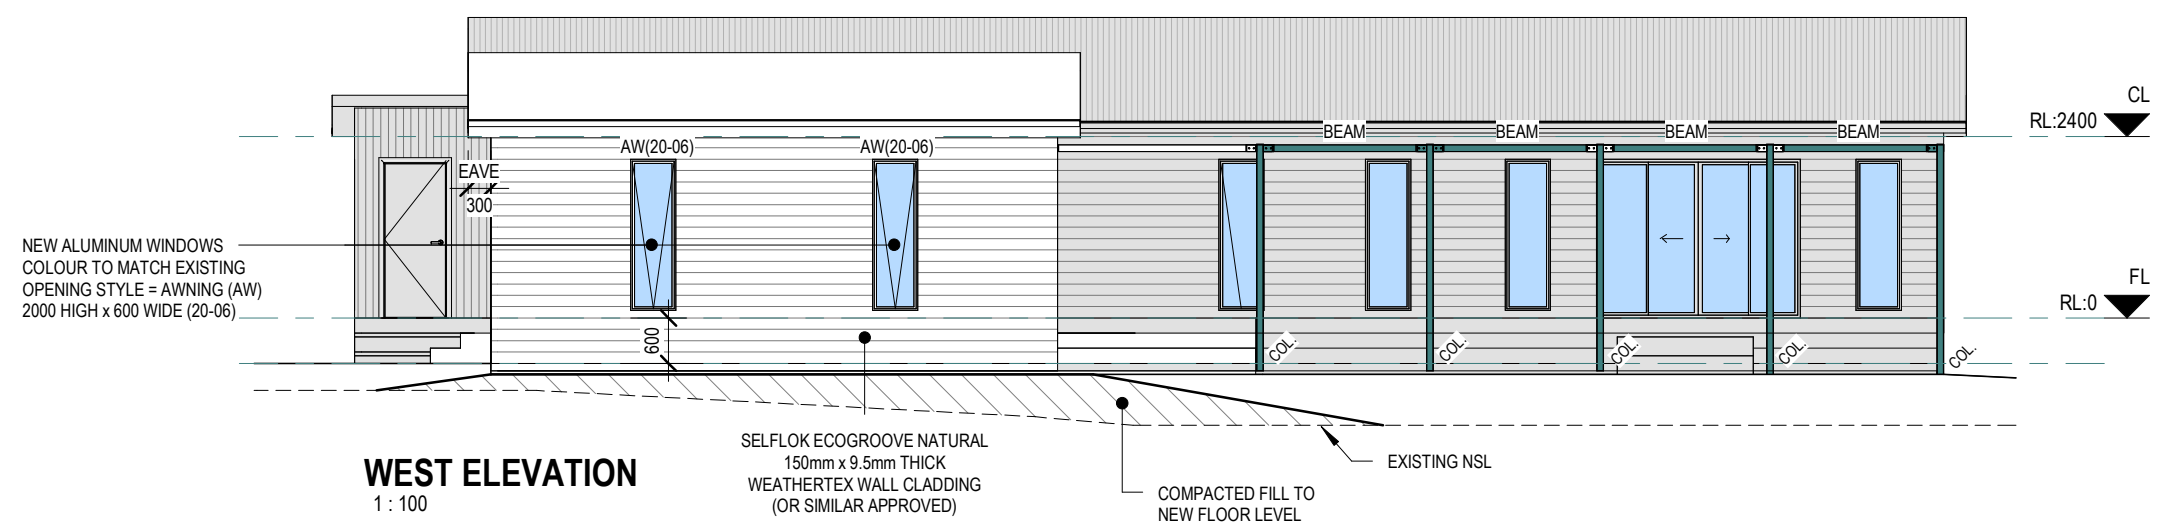 CL
RL:2400
BEAM
BEAM
BEAM
BEAM
AW(20-06)
AW(20-06)
EAVE
300
NEW ALUMINUM WINDOWS
COLOUR TO MATCH EXISTING
OPENING STYLE = AWNING (AW)
2000 HIGH x 600 WIDE (20-06)
FL
RL:0
600
COL.
COL.
COL.
COL.
COL.
SELFLOK ECOGROOVE NATURAL
150mm x 9.5mm THICK
WEATHERTEX WALL CLADDING
(OR SIMILAR APPROVED)
EXISTING NSL
COMPACTED FILL TO
NEW FLOOR LEVEL
WEST ELEVATION
1 : 100